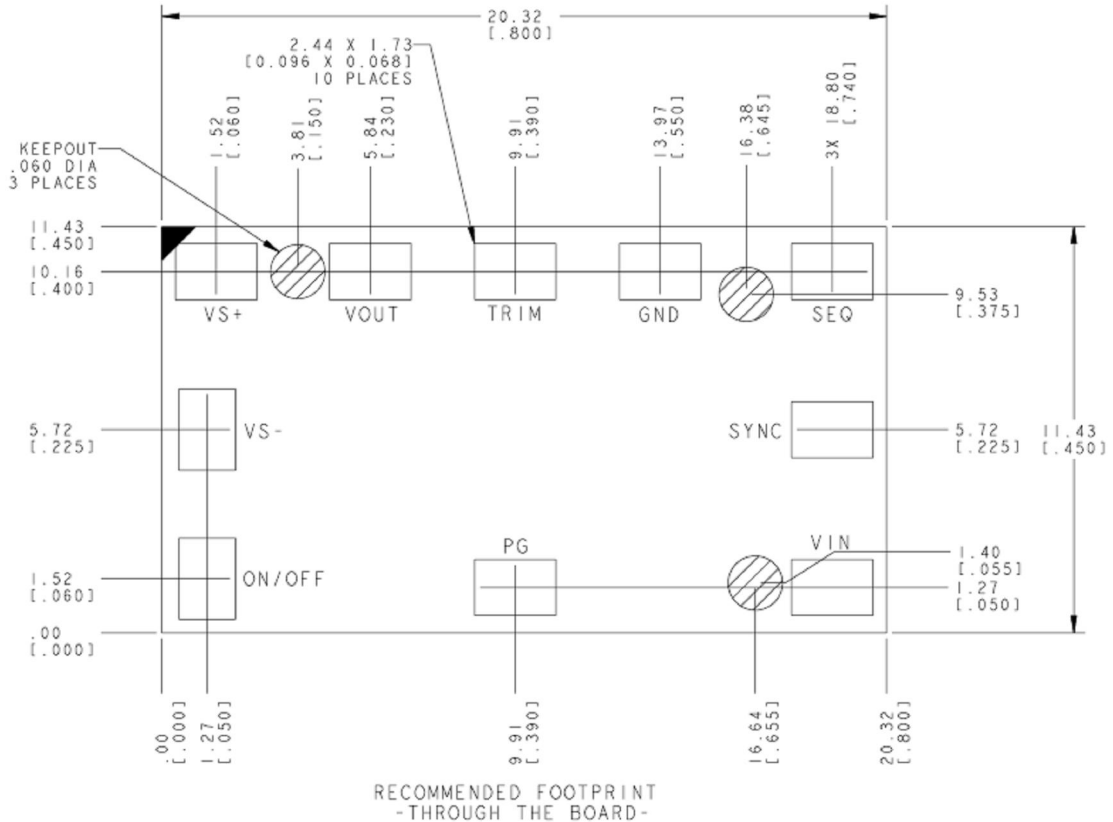 20.32
[.800]
2.44 X 1.73
[0.096 X 0.068]
10 PLACES
1.52
[.060]
3.81
[.150]
5.84
[.230]
9.91
[.390]
13.97
[.550]
16.38
[.645]
3X 18.80
[.740]
KEEPOUT
.060 DIA
3 PLACES
11.43
[.450]
10.16
[.400]
VS+
VOUT
TRIM
GND
SEQ
9.53
[.375]
5.72
[.225]
VS-
SYNC
5.72
[.225]
11.43
[.450]
PG
VIN
1.52
[.060]
ON/OFF
1.40
[.055]
1.27
[.050]
.00
[.000]
.00
[.000]
1.27
[.050]
9.91
[.390]
16.64
[.655]
20.32
[.800]
RECOMMENDED FOOTPRINT
-THROUGH THE BOARD-